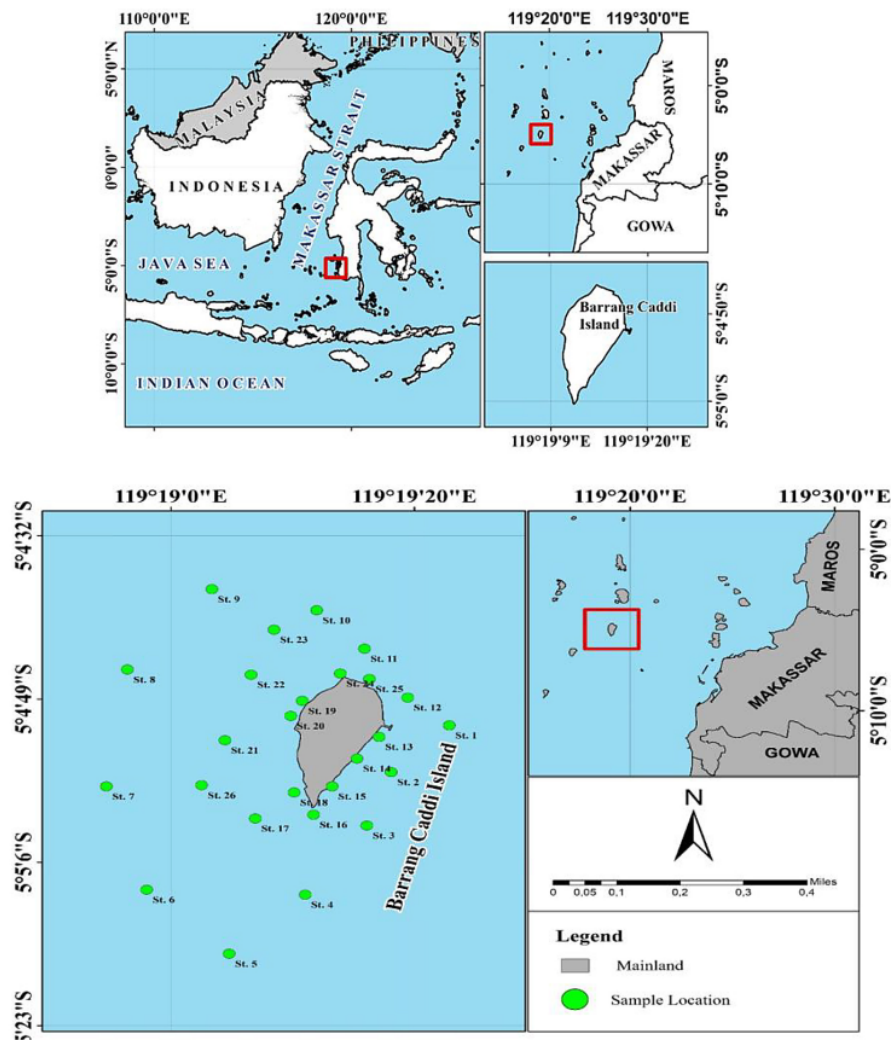 110°0'0"E
120°0'0"E
PHILIPPINES
5°0'0"N
MALAYSIA
0°0'0"
INDONESIA
MAKASSAR STRAIT
JAVA SEA
5°0'0"S
10°0'0"S
INDIAN OCEAN
119°20'0"E
119°30'0"E
5°0'0"S
MAROS
MAKASSAR
5°10'0"S
GOWA
Barrang Caddi
Island
5°4'50"S
5°5'0"S
119°19'9"E
119°19'20"E
119°19'0"E
119°19'20"E
5°4'32"S
5°4'49"S
5°5'6"S
5°5'23"S
St. 9
St. 10
St. 23
St. 11
St. 8
St. 22
St. 24
St. 25
St. 19
St. 12
St. 20
St. 1
St. 21
St. 13
St. 14
St. 2
St. 7
St. 26
St. 18
St. 15
St. 17
St. 16
St. 3
St. 6
St. 4
St. 5
Barrang Caddi Island
119°20'0"E
119°30'0"E
5°0'0"S
MAROS
MAKASSAR
5°10'0"S
GOWA
N
Miles
0 0,05 0,1 0,2 0,3 0,4
Legend
Mainland
Sample Location